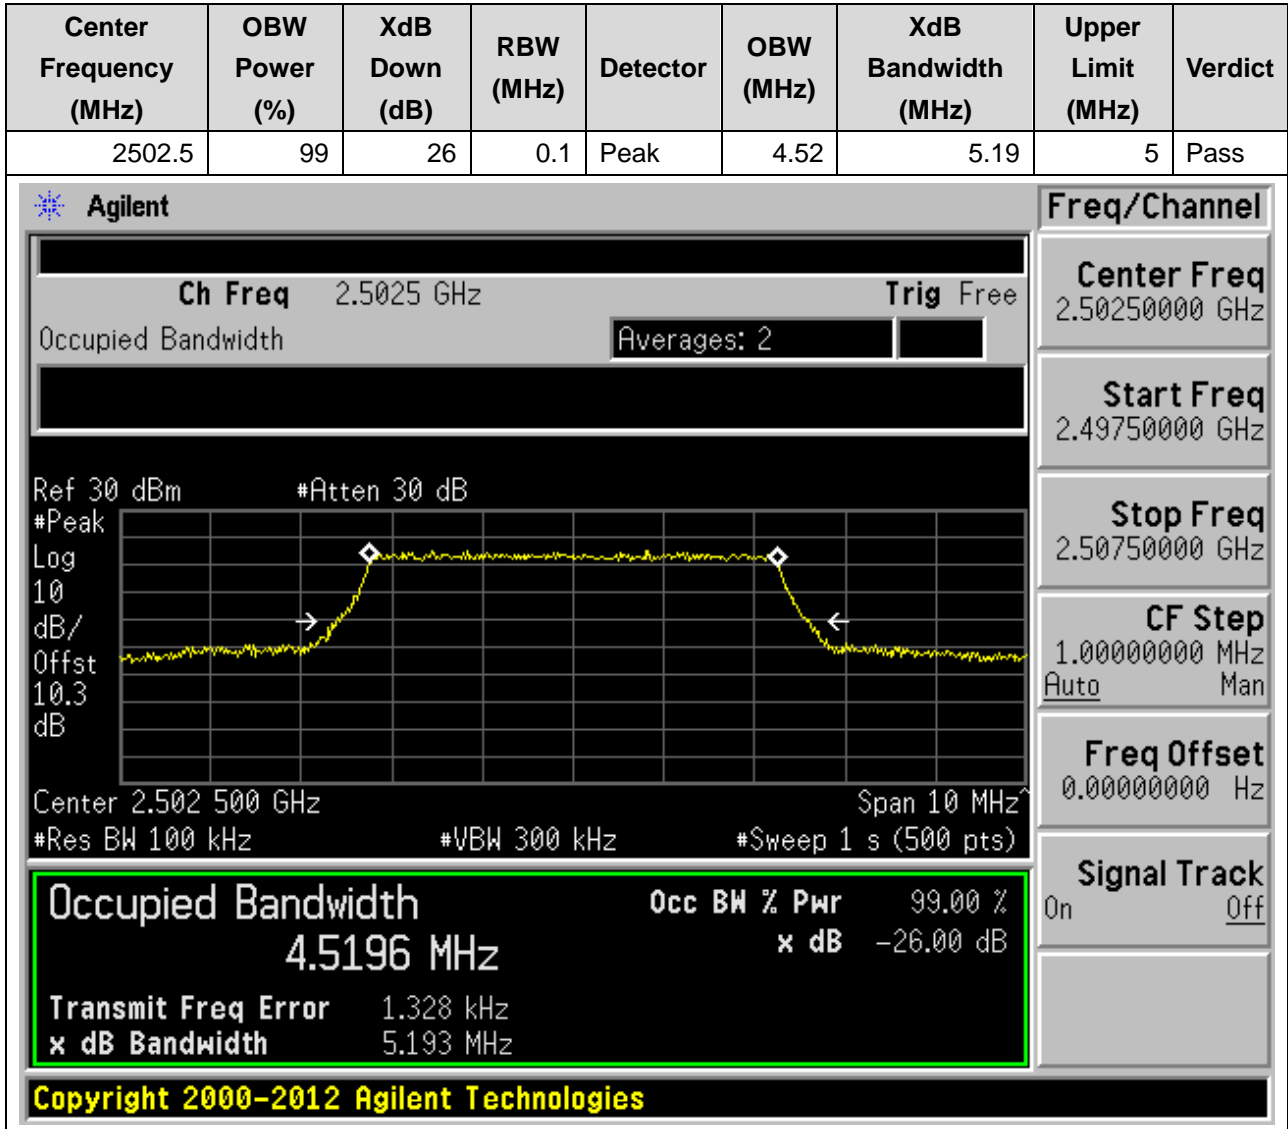 Center Frequency (MHz) OBW Power (%) XdB Down (dB) RBW (MHz) Detector OBW (MHz) XdB Bandwidth (MHz) Upper Limit (MHz) Verdict
2502.5 99 26 0.1 Peak 4.52 5.19 5 Pass
Agilent
Freq/Channel
Ch Freq 2.5025 GHz Trig Free
Occupied Bandwidth Averages: 2
Center Freq
2.50250000 GHz
Start Freq
2.49750000 GHz
Stop Freq
2.50750000 GHz
CF Step
1.00000000 MHz
Auto Man
Freq Offset
0.00000000 Hz
Signal Track
On Off
Ref 30 dBm #Atten 30 dB
#Peak
Log
10
dB/
Offst
10.3
dB
Center 2.502 500 GHz Span 10 MHz^
#Res BW 100 kHz #VBW 300 kHz #Sweep 1 s (500 pts)
Occupied Bandwidth Occ BW % Pwr 99.00 %
4.5196 MHz x dB -26.00 dB
Transmit Freq Error 1.328 kHz
x dB Bandwidth 5.193 MHz
Copyright 2000-2012 Agilent Technologies